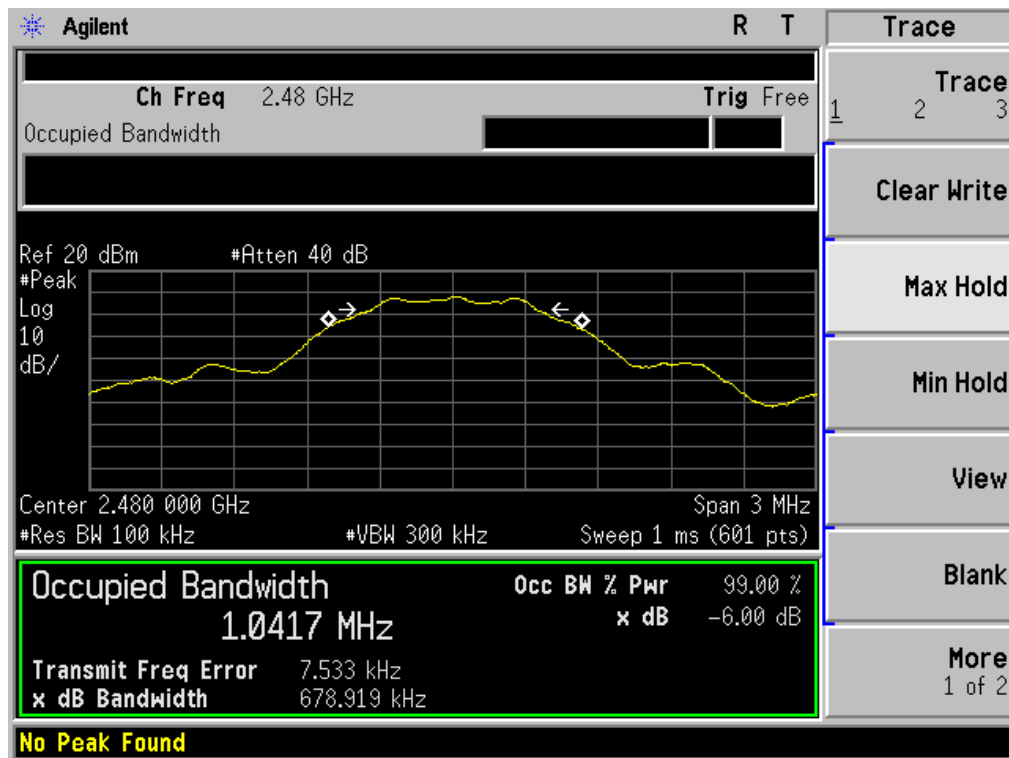 Agilent R T Trace
Ch Freq 2.48 GHz Trig Free
Occupied Bandwidth
Trace
1 2 3
Clear Write
Max Hold
Min Hold
View
Blank
More
1 of 2
Ref 20 dBm #Atten 40 dB
#Peak
Log
10
dB/
Center 2.480 000 GHz Span 3 MHz
#Res BW 100 kHz #VBW 300 kHz Sweep 1 ms (601 pts)
Occupied Bandwidth Occ BW % Pwr 99.00 %
1.0417 MHz x dB -6.00 dB
Transmit Freq Error 7.533 kHz
x dB Bandwidth 678.919 kHz
No Peak Found